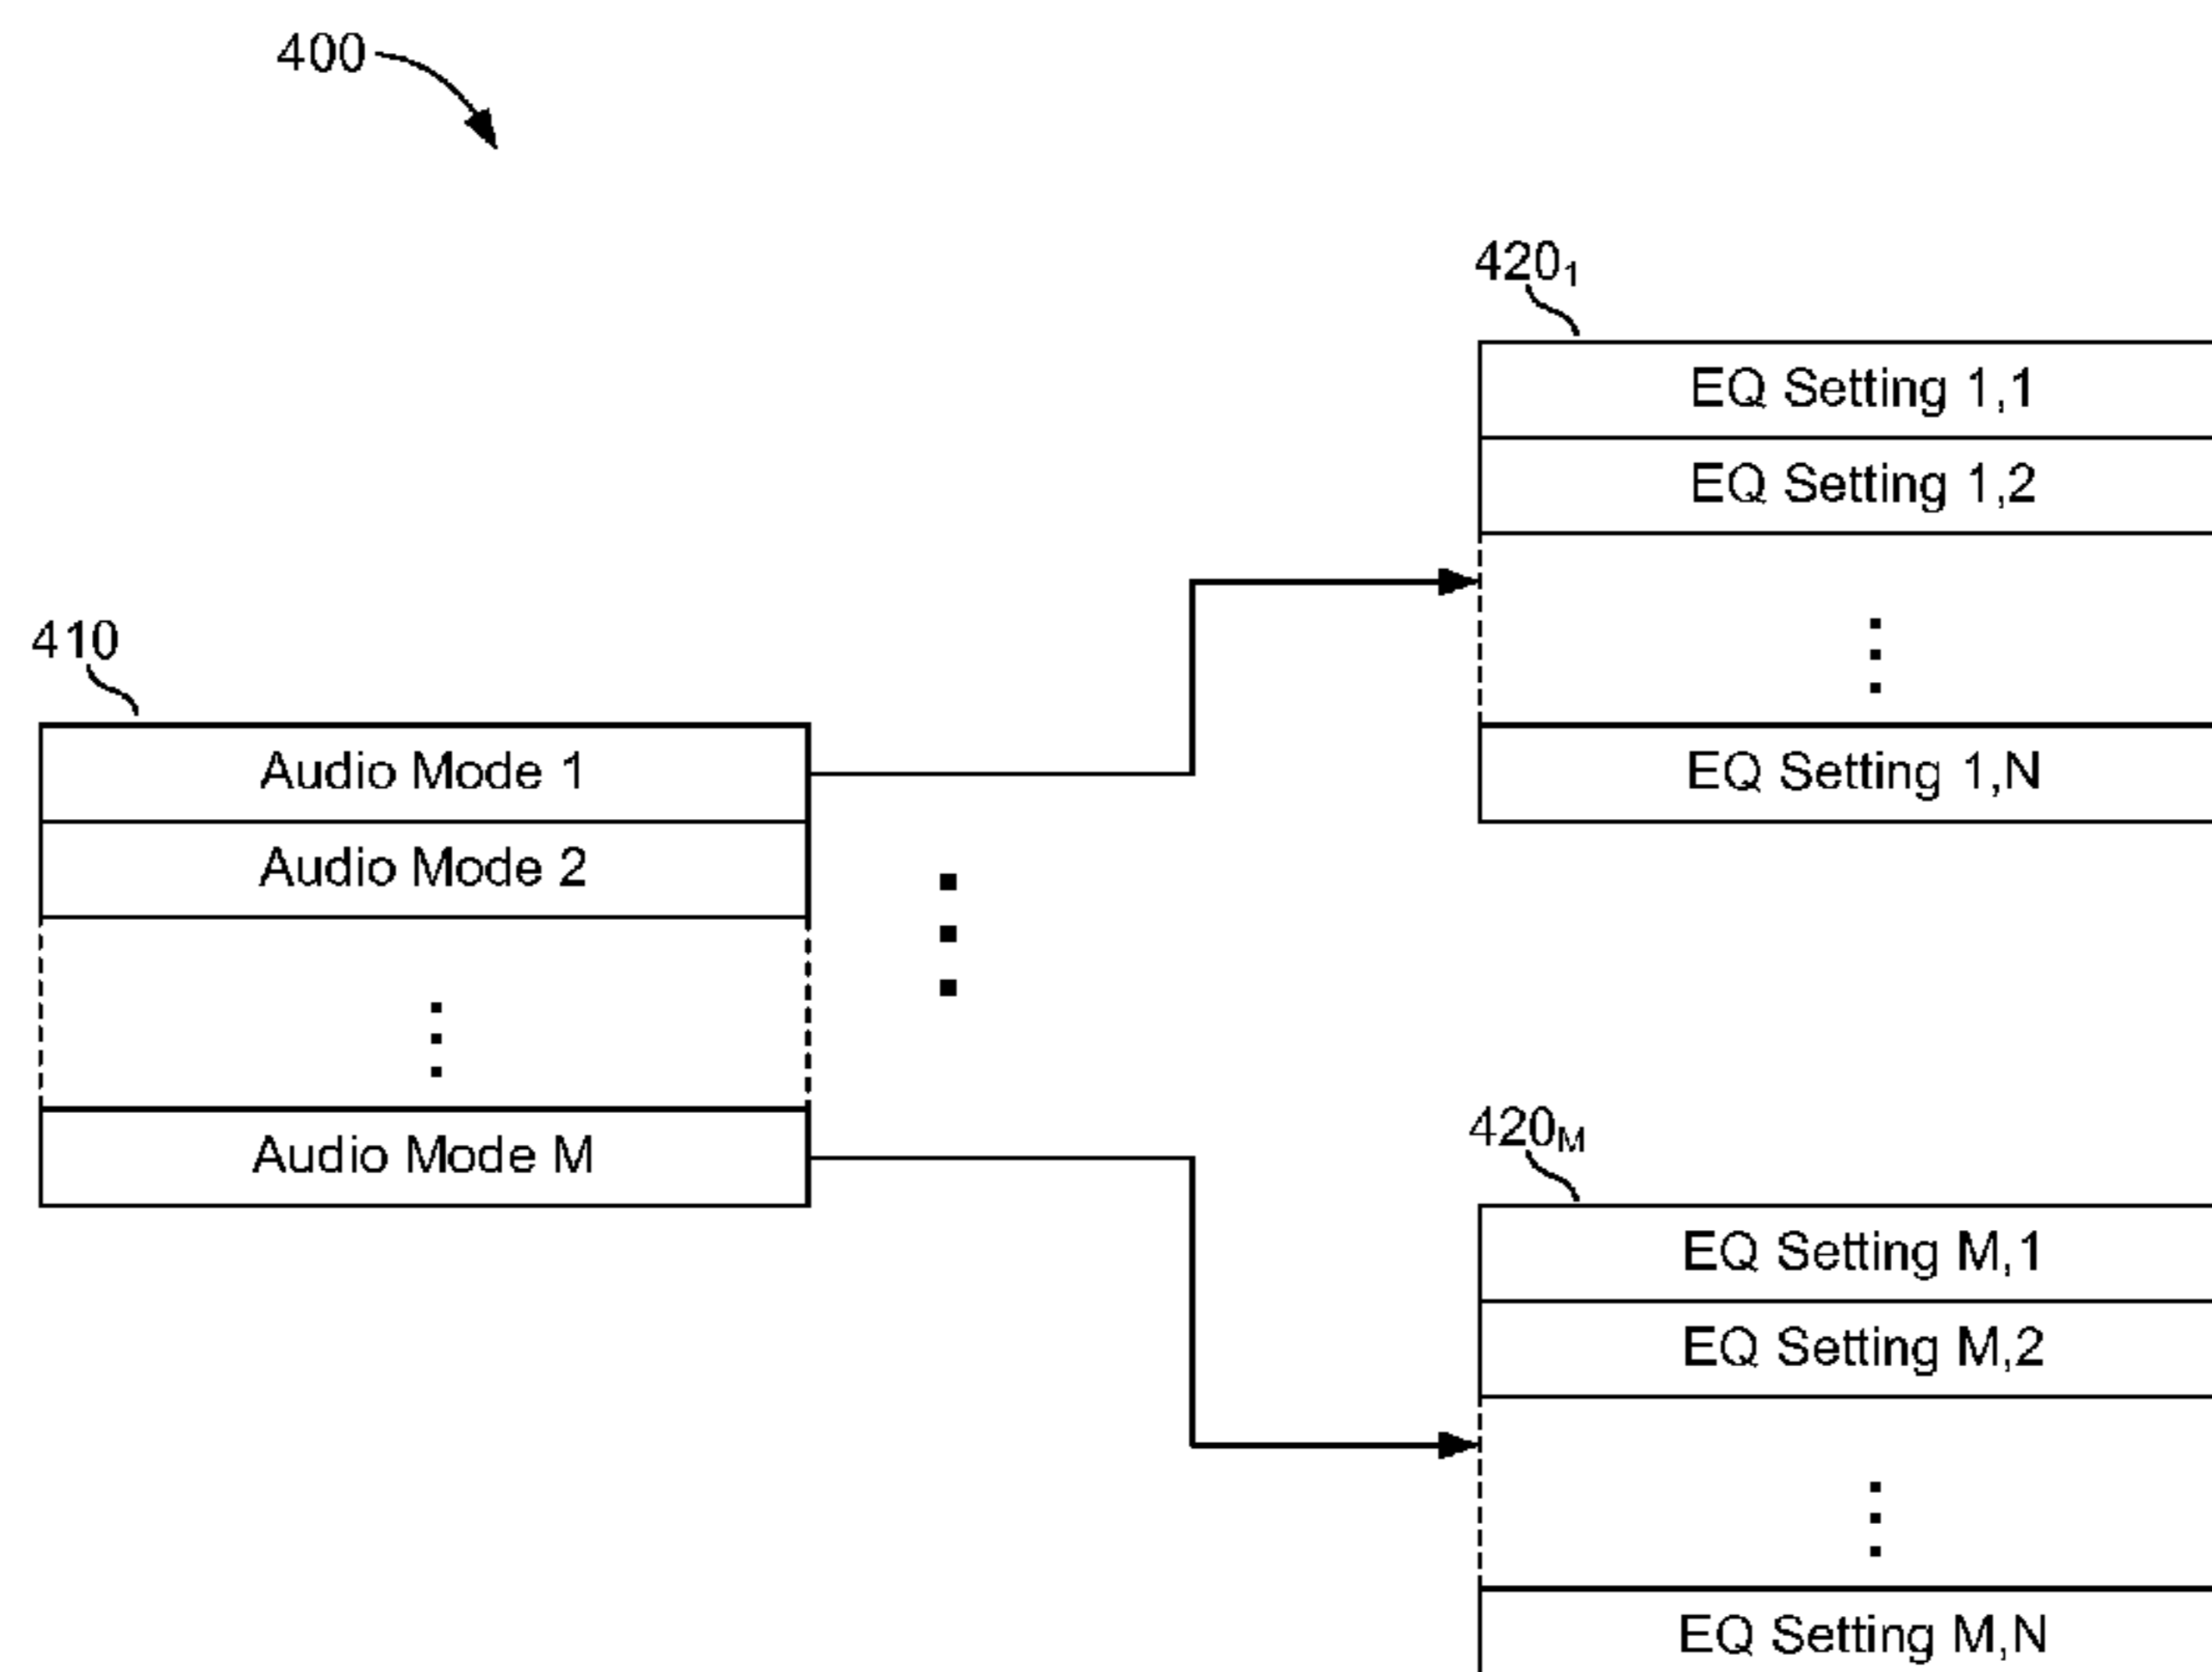 400
410
Audio Mode 1
Audio Mode 2
Audio Mode M
420₁
EQ Setting 1,1
EQ Setting 1,2
EQ Setting 1,N
420ₘ
EQ Setting M,1
EQ Setting M,2
EQ Setting M,N